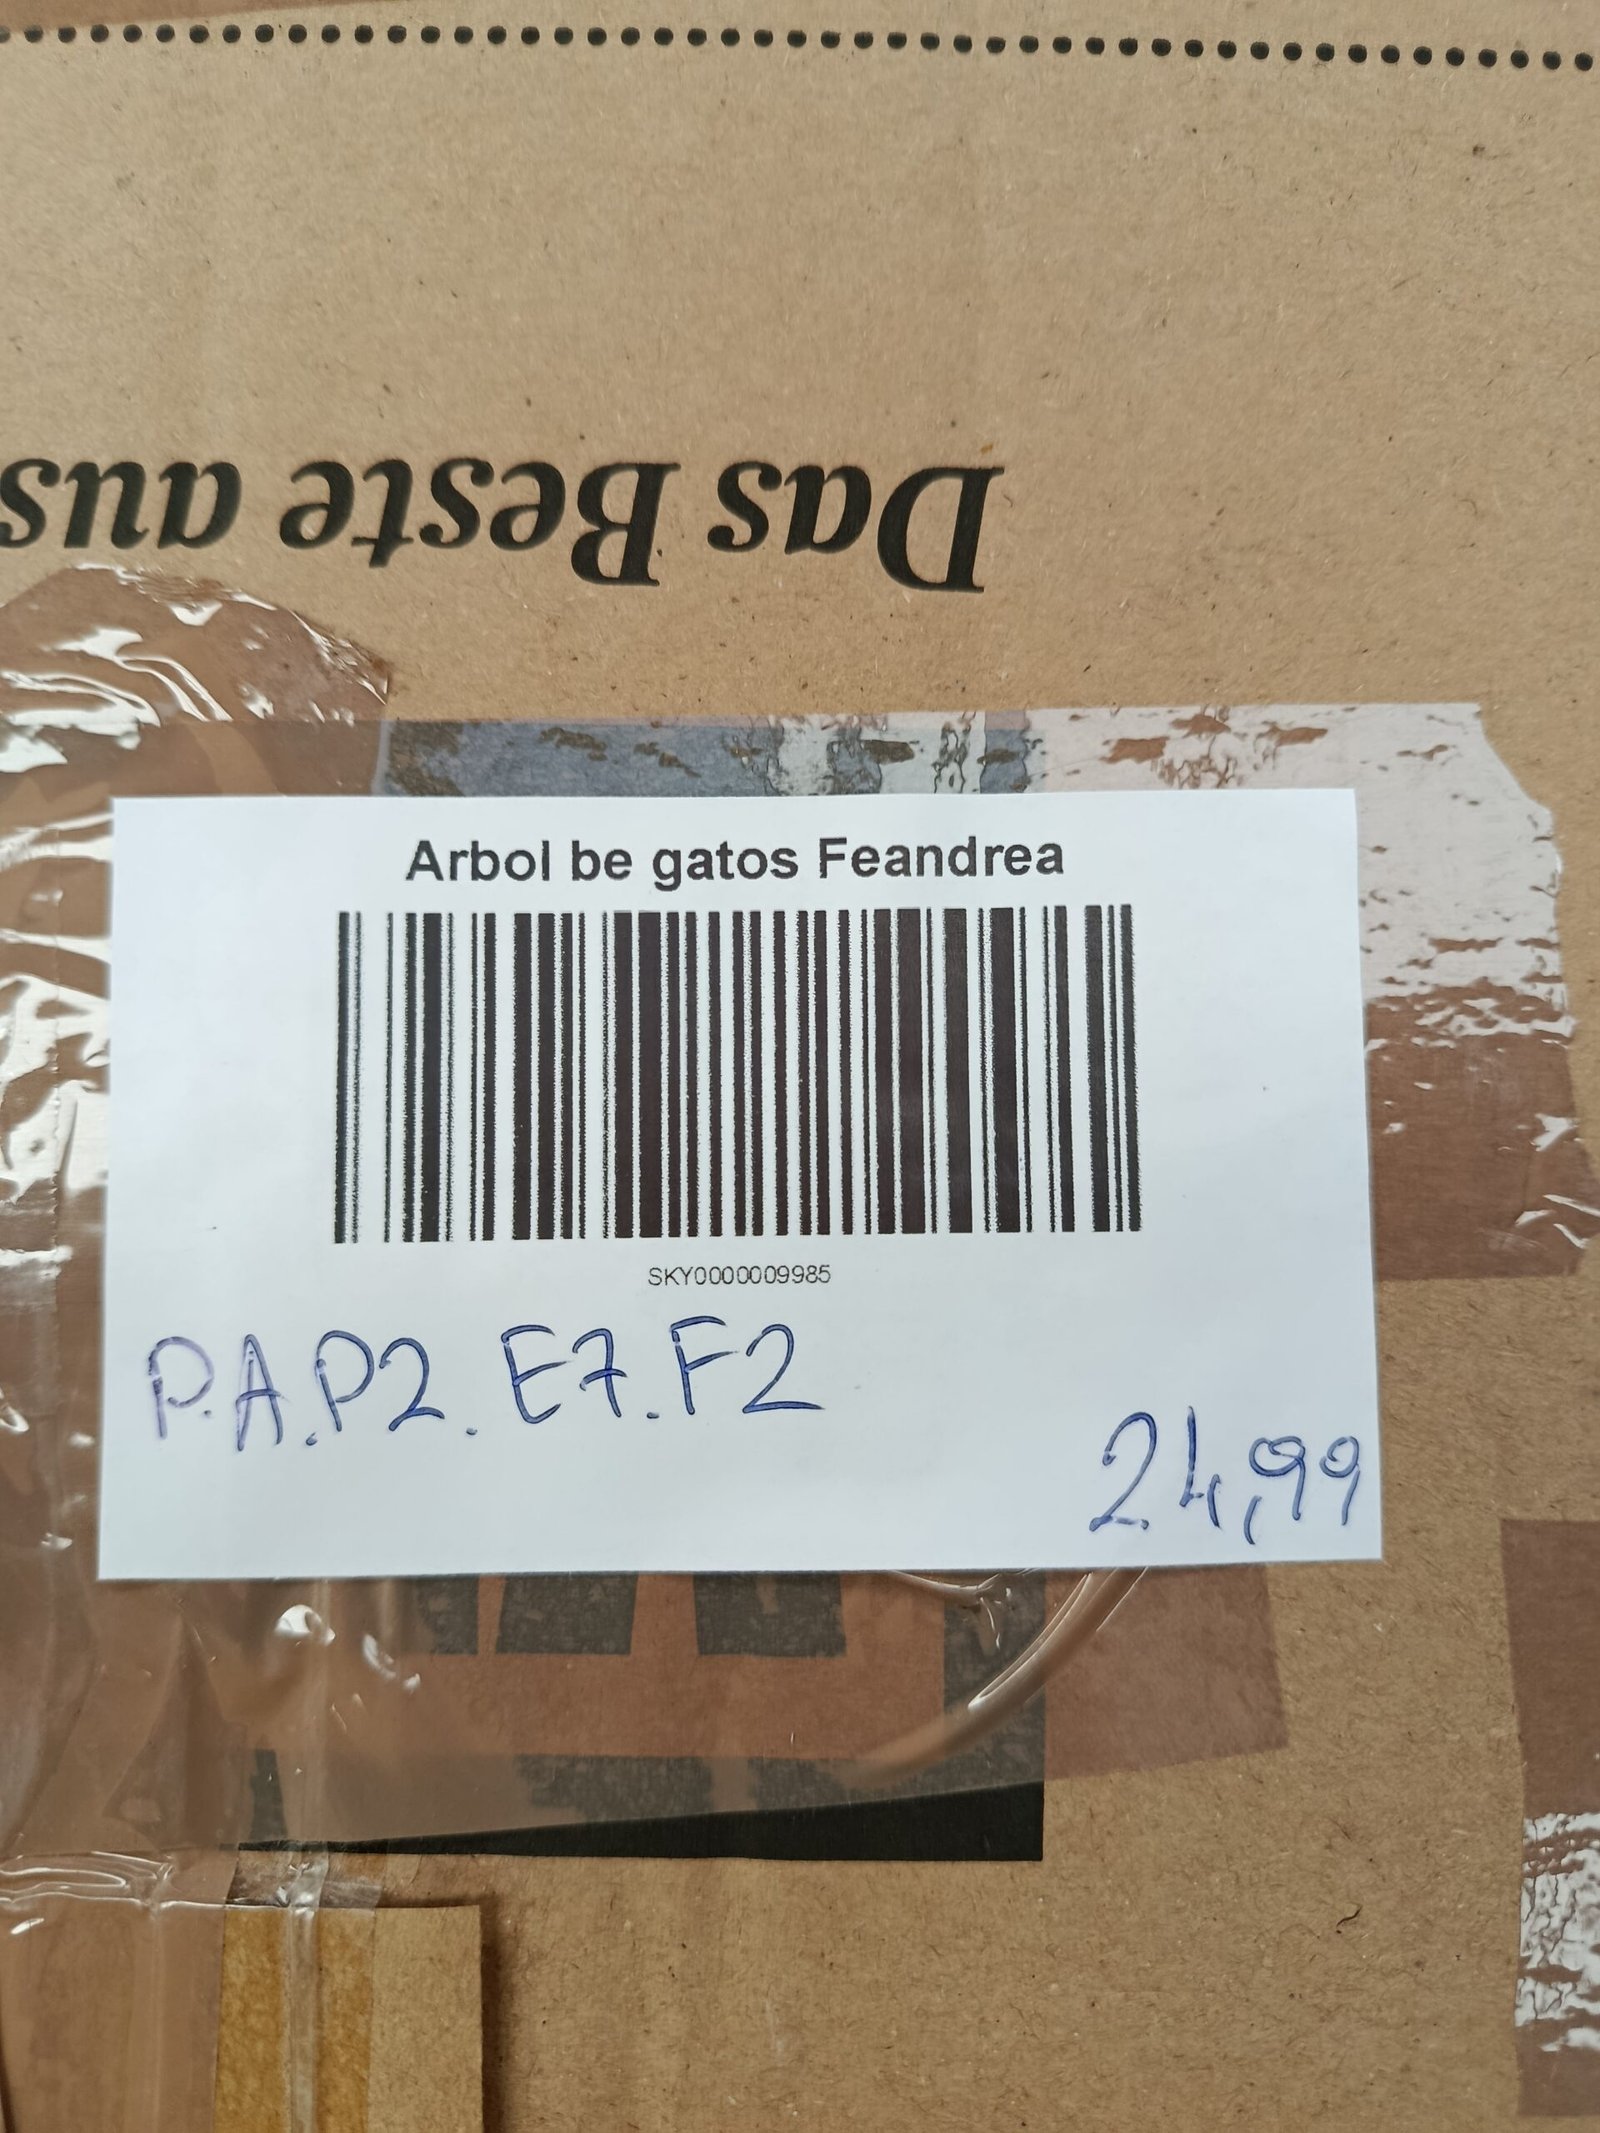 Das Beste aus
Arbol be gatos Feandrea
SKY0000009985
P.A.P2.E7.F2
24,99